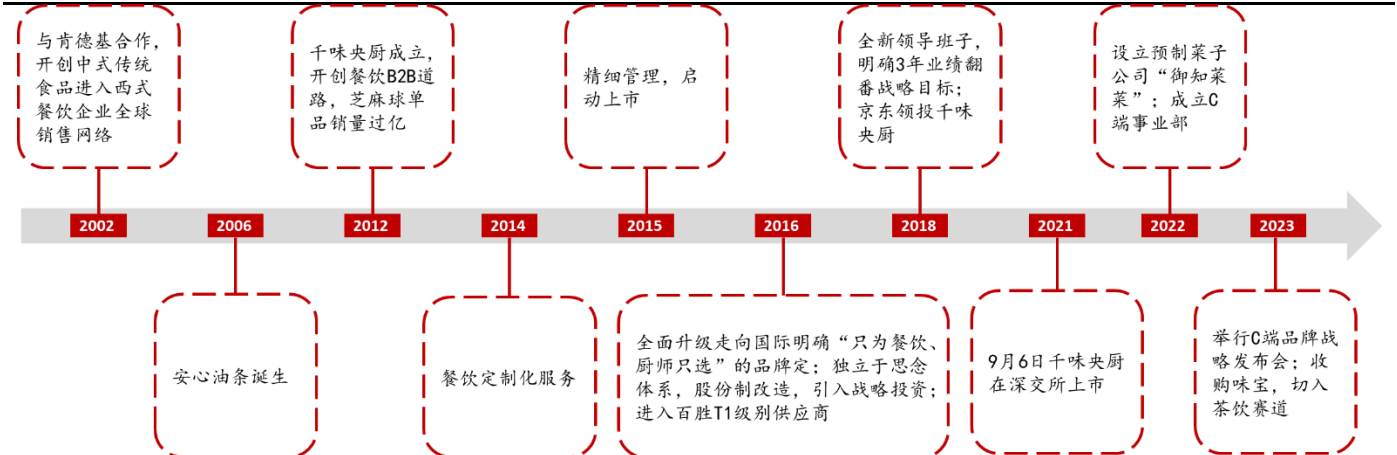 与肯德基合作，
开创中式传统
食品进入西式
餐饮企业全球
销售网络
千味央厨成立，
开创餐饮B2B道
路，芝麻球单
品销量过亿
精细管理，启
动上市
全新领导班子，
明确3年业绩翻
番战略目标；
京东领投千味
央厨
设立预制菜子
公司“御知菜
菜”；成立C
端事业部
2002
2006
2012
2014
2015
2016
2018
2021
2022
2023
安心油条诞生
餐饮定制化服务
全面升级走向国际明确“只为餐饮、
厨师只选”的品牌定；独立于思念
体系，股份制改造，引入战略投资；
进入百胜T1级别供应商
9月6日千味央厨
在深交所上市
举行C端品牌战
略发布会；收
购味宝，切入
茶饮赛道